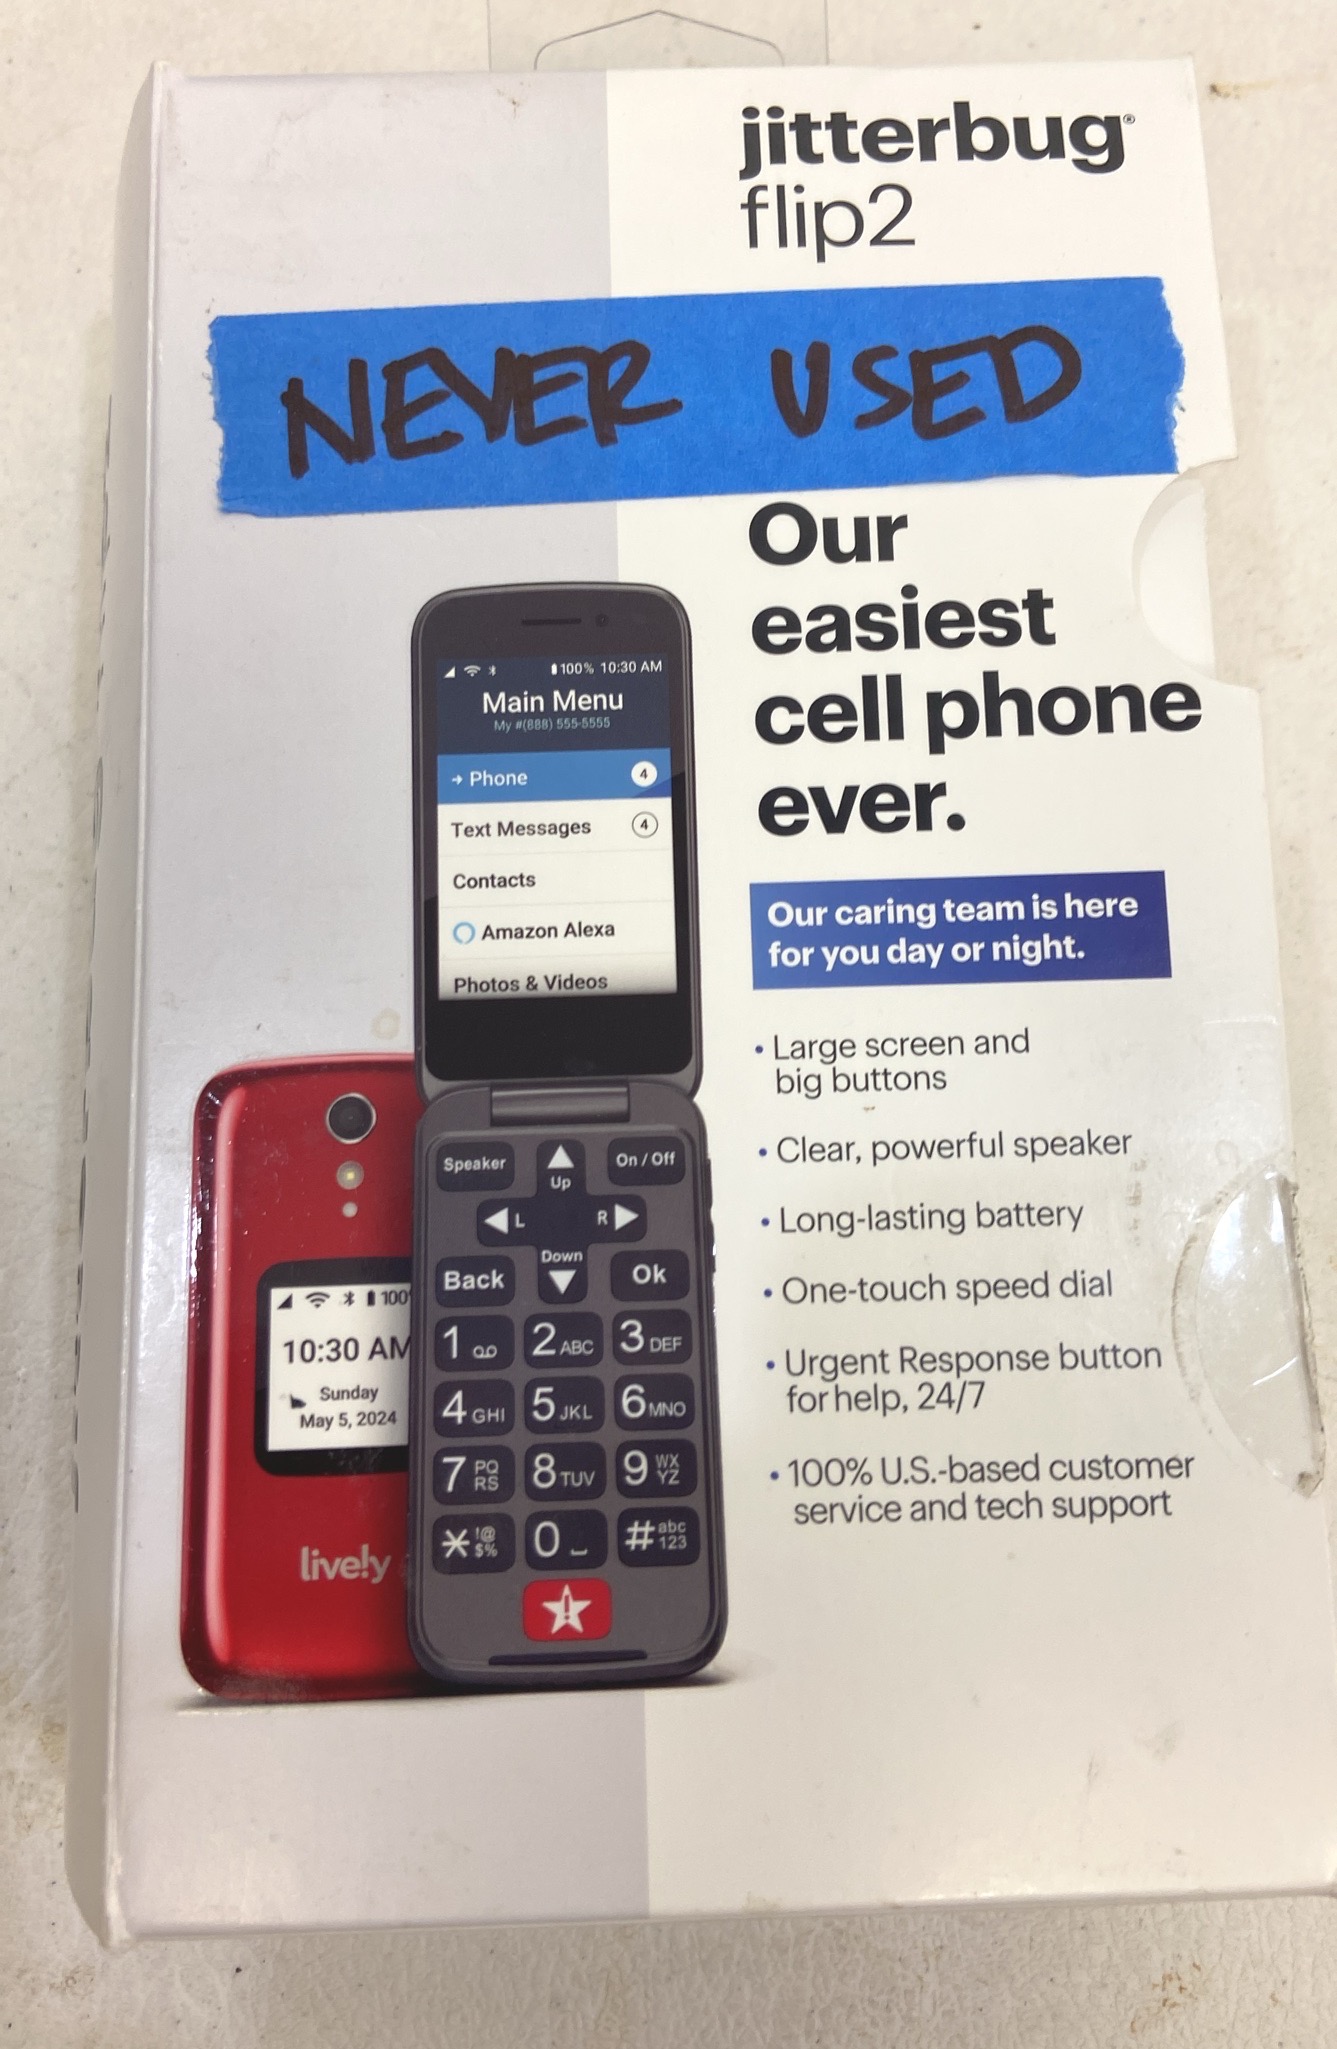 jitterbug®
flip2
NEVER USED
Our
easiest
cell phone
ever.
Our caring team is here
for you day or night.
• Large screen and
big buttons
• Clear, powerful speaker
• Long-lasting battery
• One-touch speed dial
• Urgent Response button
for help, 24/7
• 100% U.S.-based customer
service and tech support
100% 10:30 AM
Main Menu
My #(888) 555-5555
→ Phone 4
Text Messages 4
Contacts
Amazon Alexa
Photos & Videos
Speaker
Up
On / Off
L
R
Down
Back
Ok
1
2 ABC
3 DEF
4 GHI
5 JKL
6 MNO
7 PQRS
8 TUV
9 WXYZ
* !@$%
0
# abc 123
100
10:30 AM
Sunday
May 5, 2024
lively